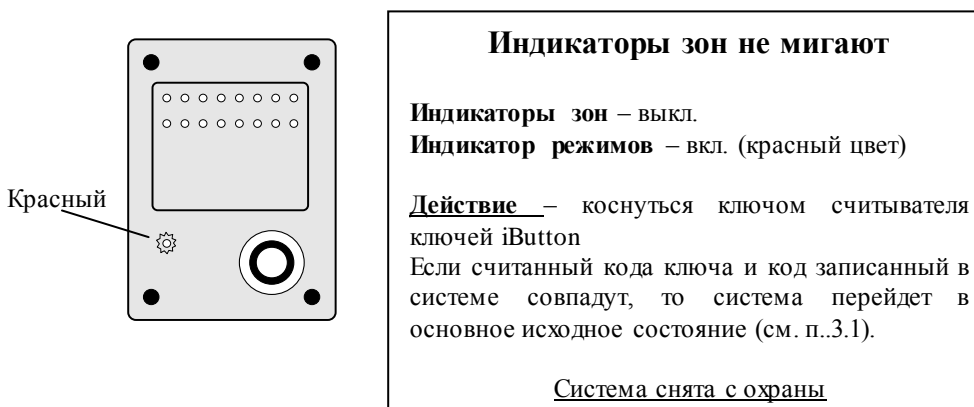 Красный
Индикаторы зон не мигают
Индикаторы зон – выкл.
Индикатор режимов – вкл. (красный цвет)
Действие – коснуться ключом считывателя
ключей iButton
Если считанный кода ключа и код записанный в
системе совпадут, то система перейдет в
основное исходное состояние (см. п..3.1).
Система снята с охраны